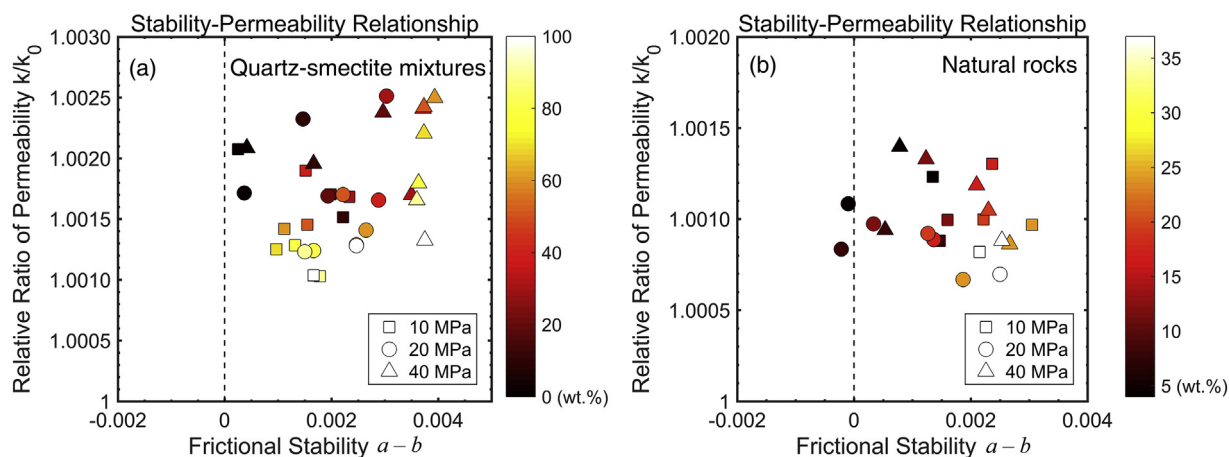 Stability-Permeability Relationship
Relative Ratio of Permeability k/k0
1.0030
1.0025
1.0020
1.0015
1.0010
1.0005
1
(a)
Quartz-smectite mixtures
10 MPa
20 MPa
40 MPa
-0.002
0
0.002
0.004
Frictional Stability a – b
100
80
60
40
20
0 (wt.%)
Stability-Permeability Relationship
Relative Ratio of Permeability k/k0
1.0020
1.0015
1.0010
1.0005
1
(b)
Natural rocks
10 MPa
20 MPa
40 MPa
-0.002
0
0.002
0.004
Frictional Stability a – b
35
30
25
20
15
10
5 (wt.%)